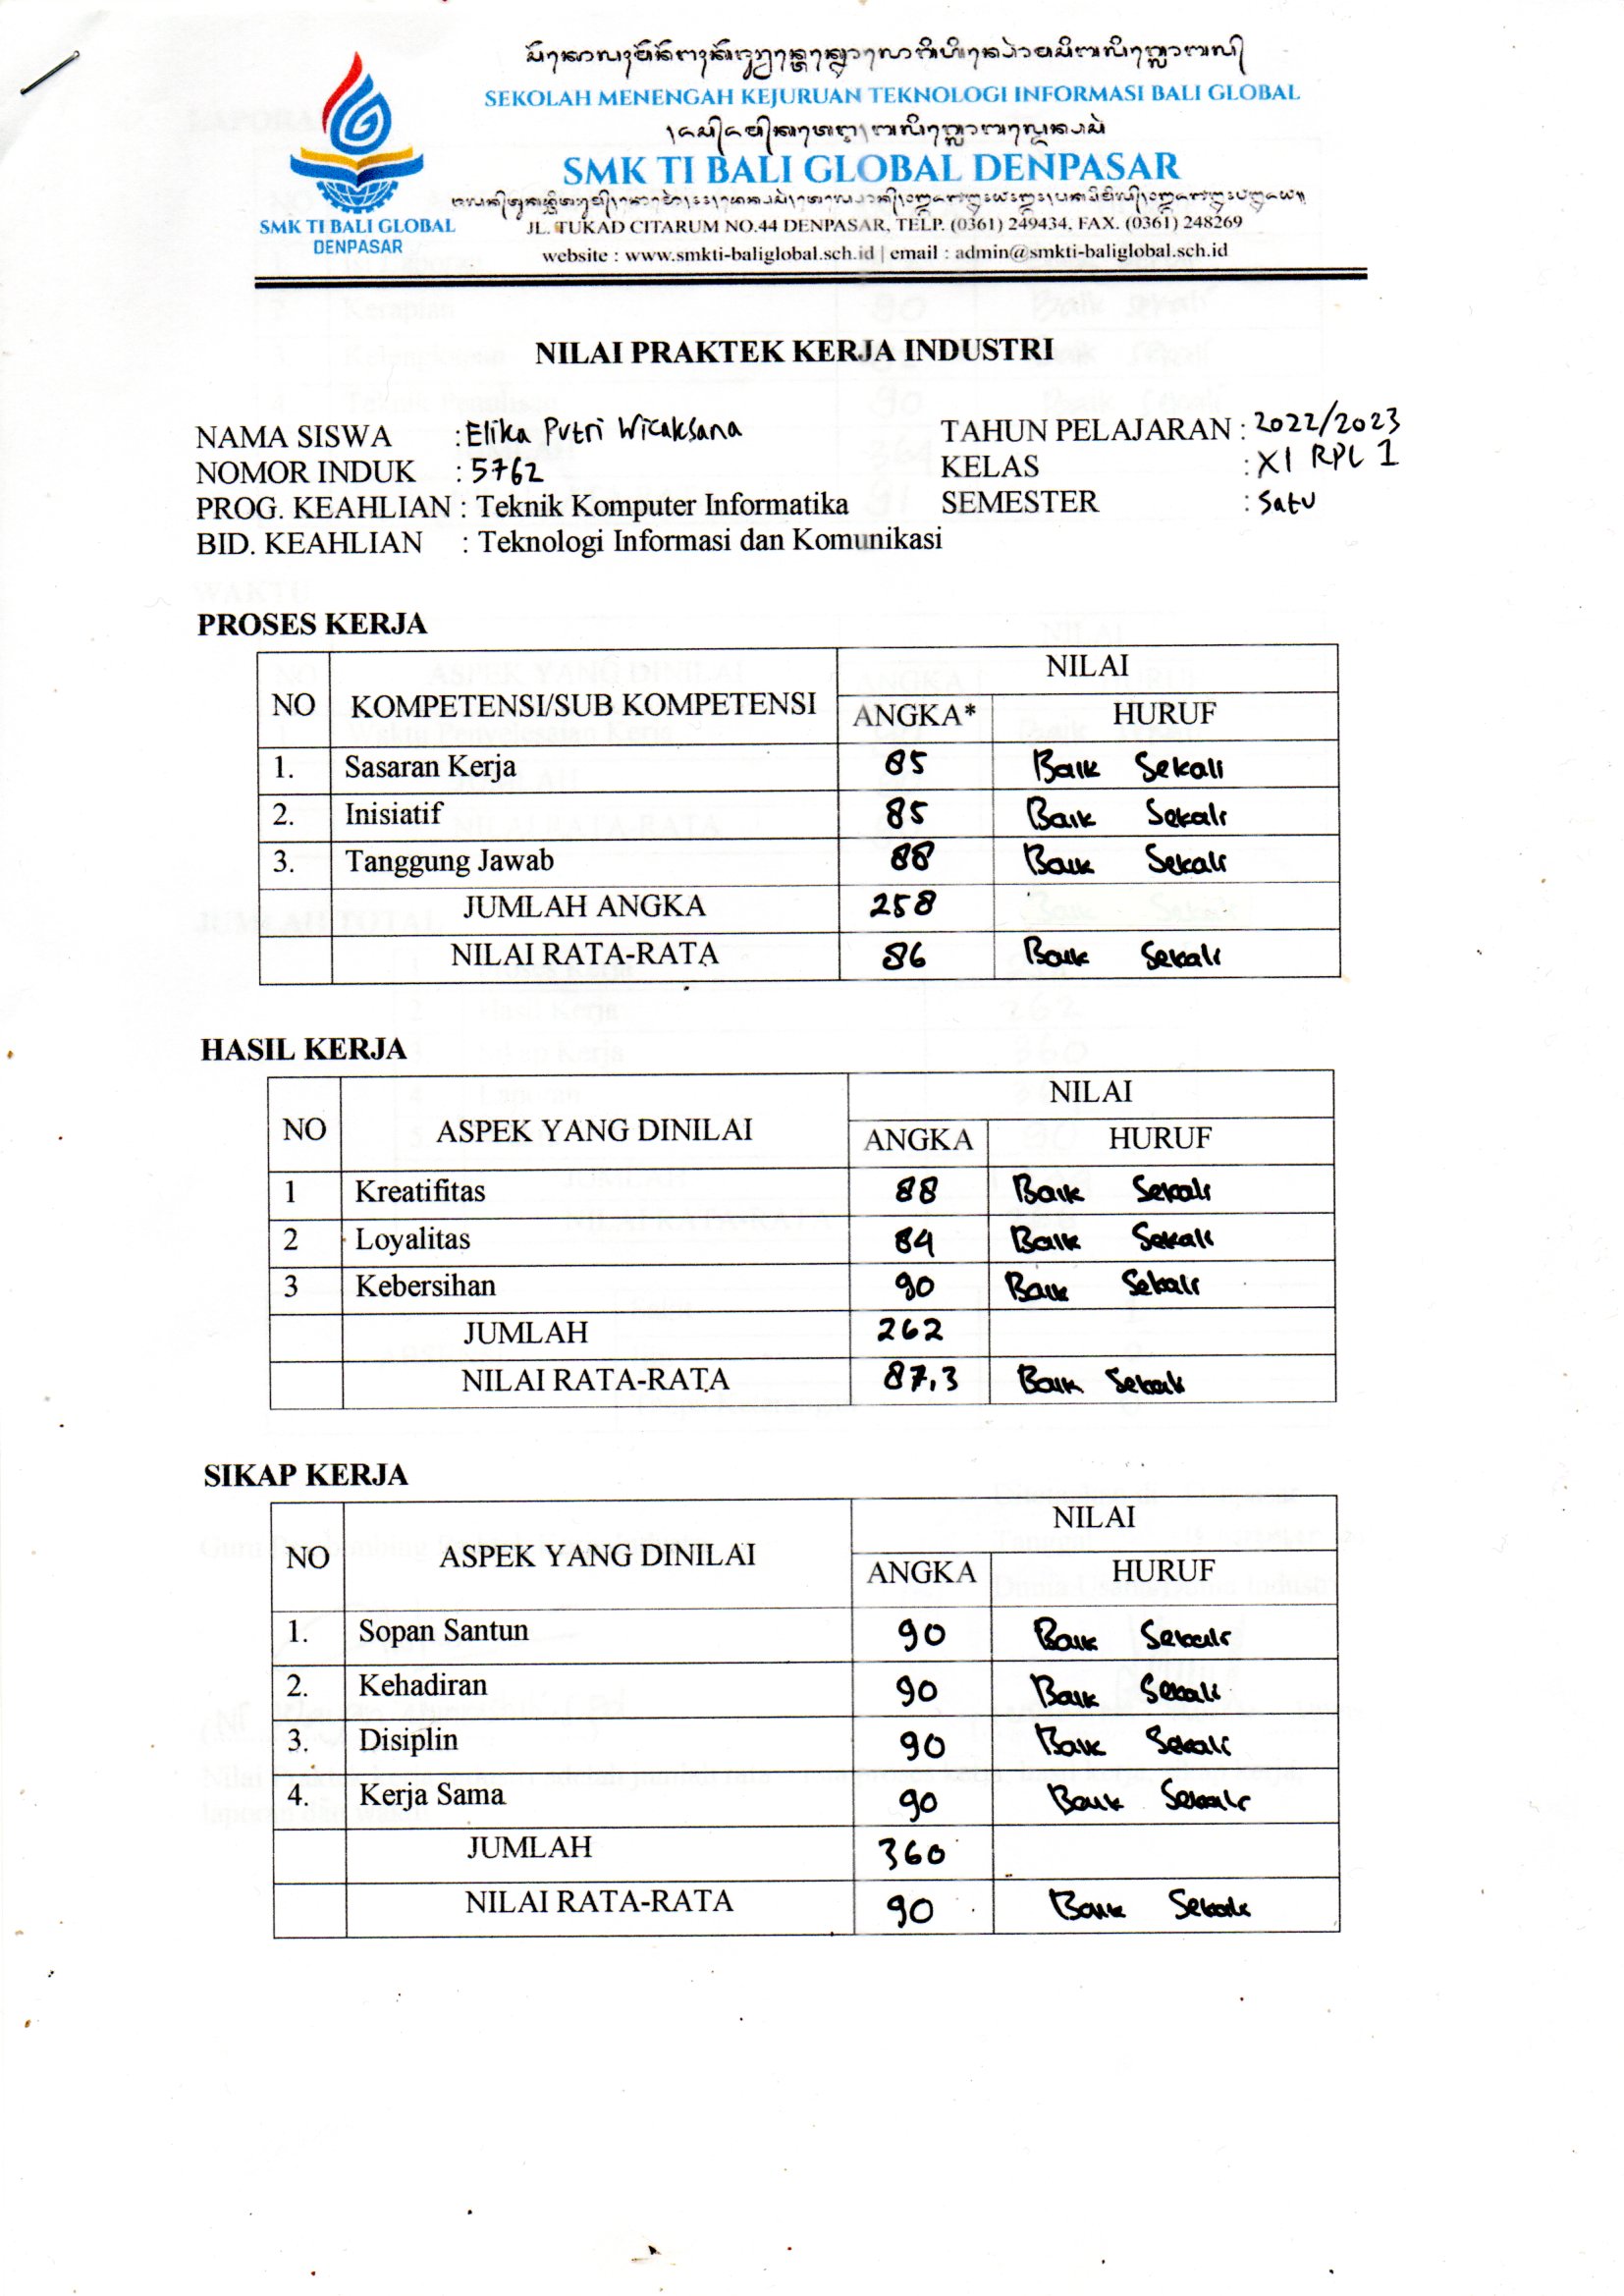 SEKOLAH MENENGAH KEJURUAN TEKNOLOGI INFORMASI BALI GLOBAL
SMK TI BALI GLOBAL DENPASAR
SMK TI BALI GLOBAL
DENPASAR
JL. TUKAD CITARUM NO.44 DENPASAR, TELP. (0361) 249434, FAX. (0361) 248269
website : www.smkti-baliglobal.sch.id | email : admin@smkti-baliglobal.sch.id
NILAI PRAKTEK KERJA INDUSTRI
NAMA SISWA : Elika Putri Wicaksana TAHUN PELAJARAN : 2022/2023
NOMOR INDUK : 5762 KELAS : XI RPL 1
PROG. KEAHLIAN : Teknik Komputer Informatika SEMESTER : Satu
BID. KEAHLIAN : Teknologi Informasi dan Komunikasi
PROSES KERJA
NO KOMPETENSI/SUB KOMPETENSI NILAI
ANGKA* HURUF
1. Sasaran Kerja 85 Baik Sekali
2. Inisiatif 85 Baik Sekali
3. Tanggung Jawab 88 Baik Sekali
JUMLAH ANGKA 258
NILAI RATA-RATA 86 Baik Sekali
HASIL KERJA
NO ASPEK YANG DINILAI NILAI
ANGKA HURUF
1 Kreatifitas 88 Baik Sekali
2 Loyalitas 84 Baik Sekali
3 Kebersihan 90 Baik Sekali
JUMLAH 262
NILAI RATA-RATA 87,3 Baik Sekali
SIKAP KERJA
NO ASPEK YANG DINILAI NILAI
ANGKA HURUF
1. Sopan Santun 90 Baik Sekali
2. Kehadiran 90 Baik Sekali
3. Disiplin 90 Baik Sekali
4. Kerja Sama 90 Baik Sekali
JUMLAH 360
NILAI RATA-RATA 90 Baik Sekali